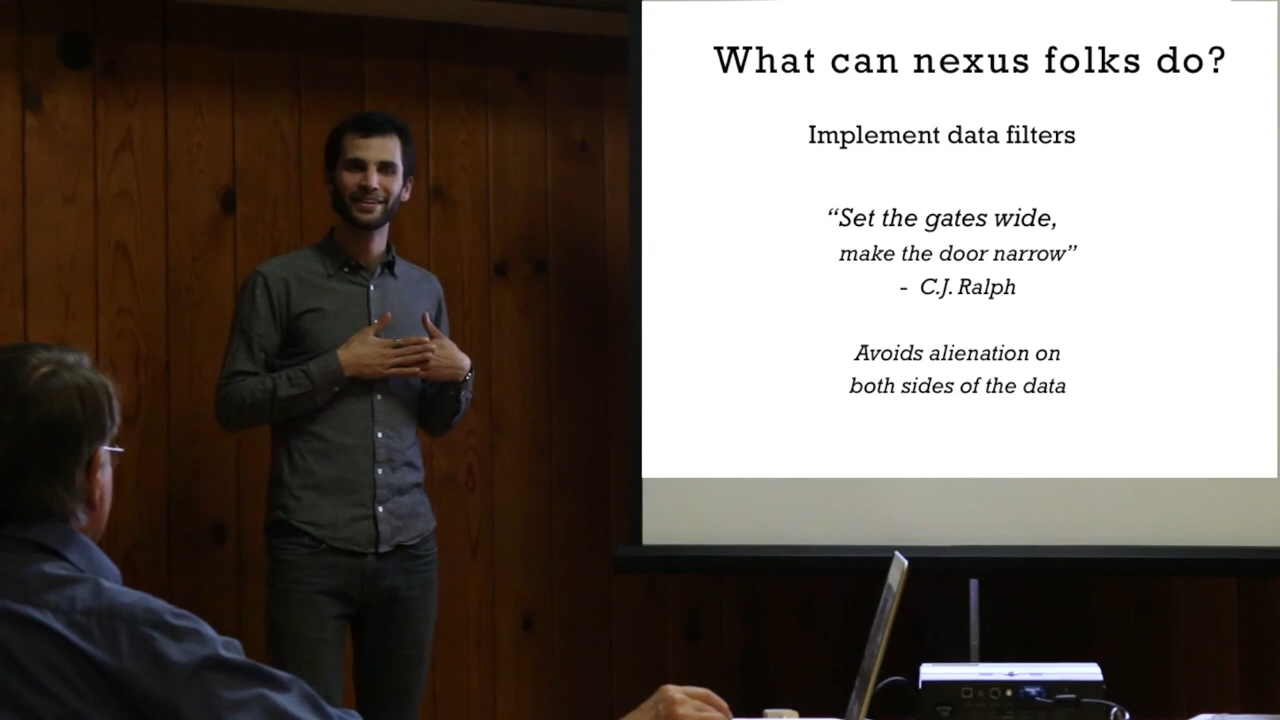 What can nexus folks do?
Implement data filters
“Set the gates wide,
make the door narrow”
- C.J. Ralph
Avoids alienation on
both sides of the data